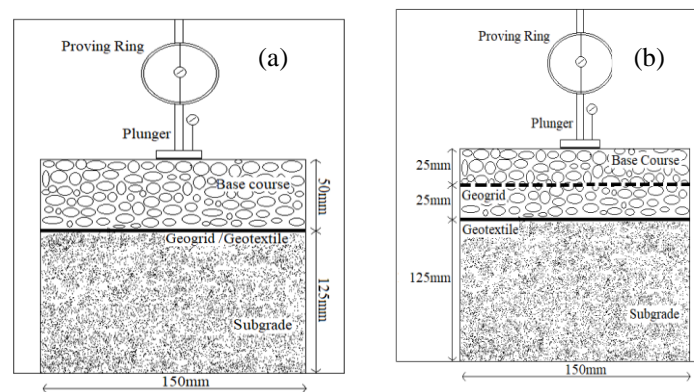 Proving Ring
(a)
Plunger
Base course
50mm
Geogrid /Geotextile
125mm
Subgrade
150mm
Proving Ring
(b)
Plunger
25mm
Base Course
25mm
Geogrid
Geotextile
125mm
Subgrade
150mm